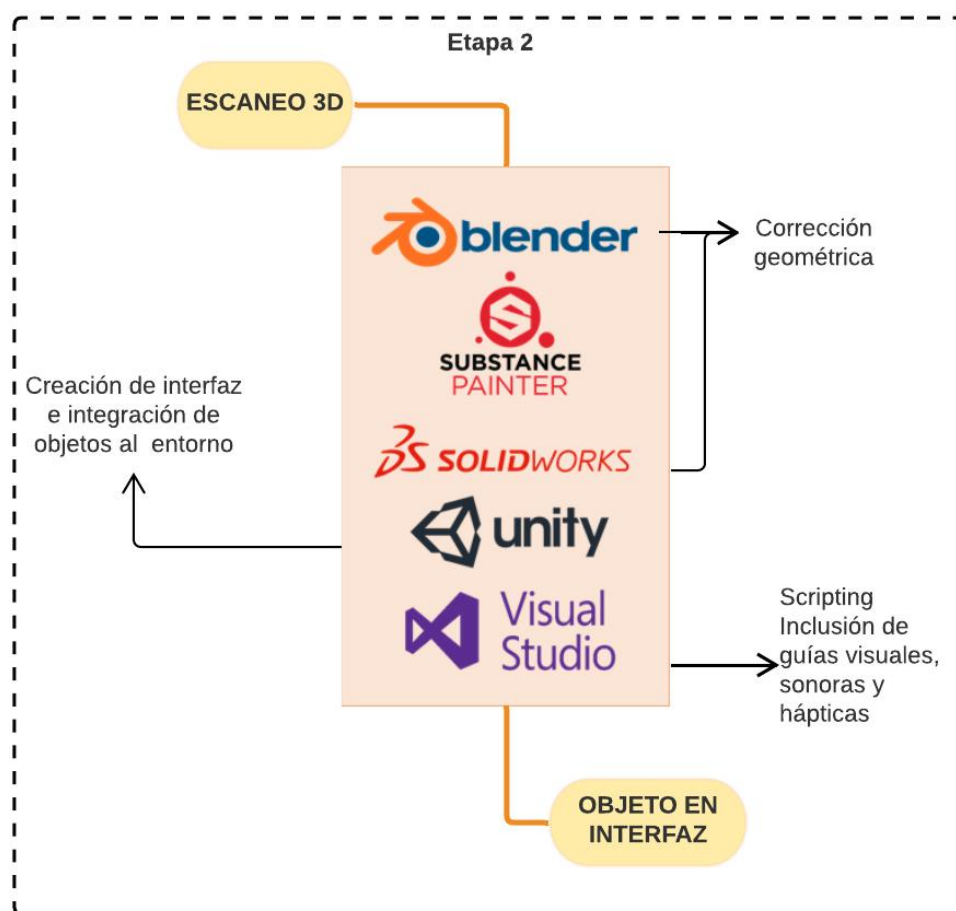 Etapa 2
ESCANEO 3D
blender
Corrección
geométrica
SUBSTANCE
PAINTER
Creación de interfaz
e integración de
objetos al entorno
SOLIDWORKS
unity
Visual
Studio
Scripting
Inclusión de
guías visuales,
sonoras y
hápticas
OBJETO EN
INTERFAZ